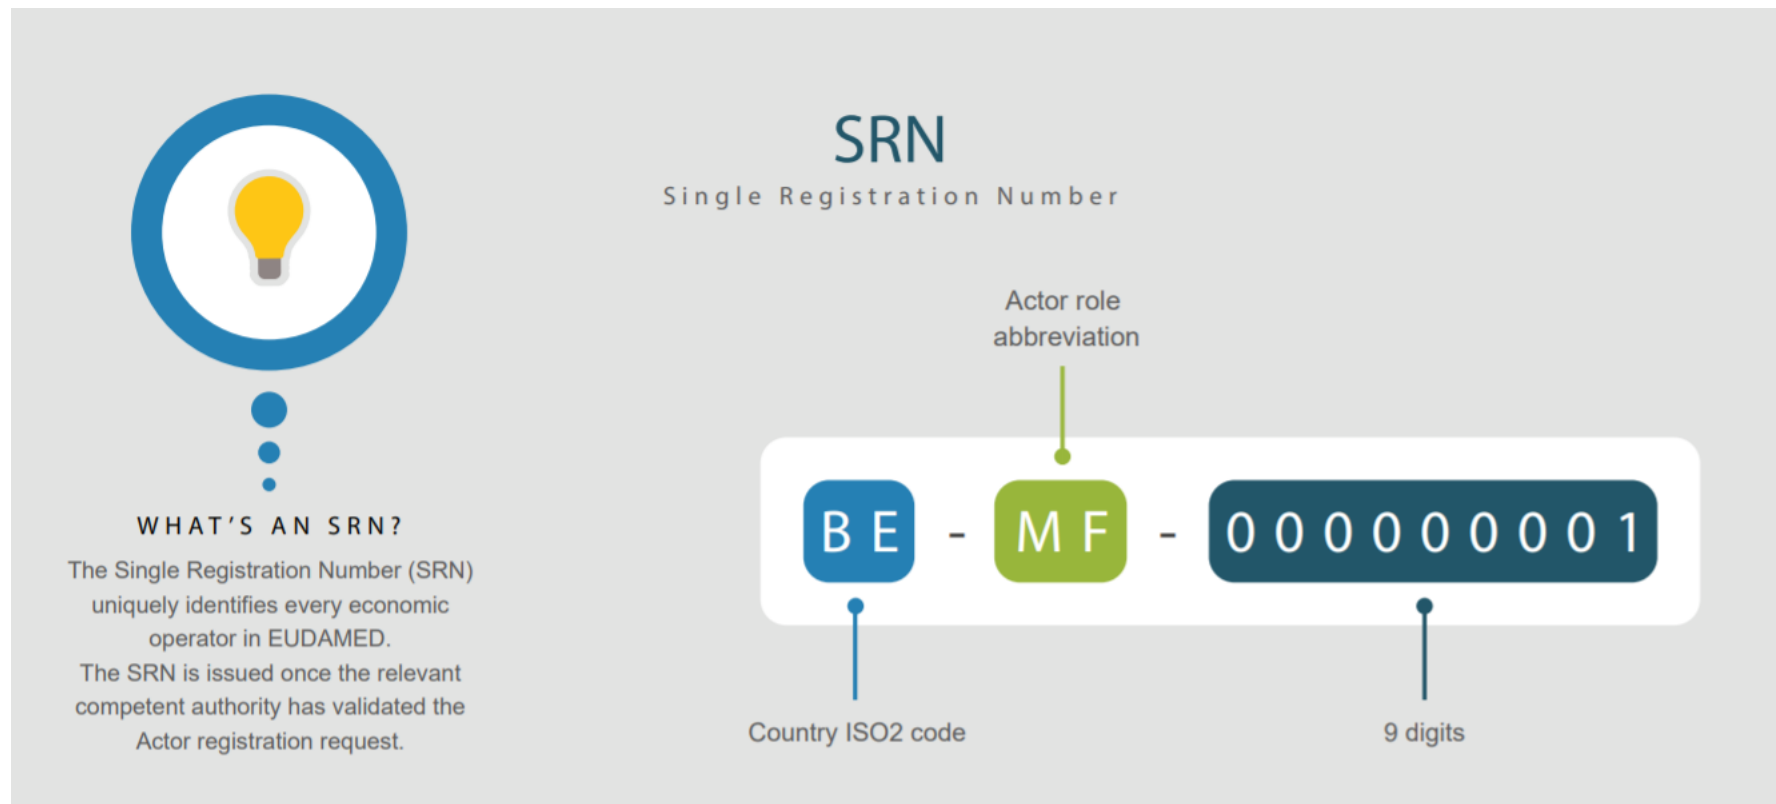 SRN
Single Registration Number
WHAT'S AN SRN?
The Single Registration Number (SRN)
uniquely identifies every economic
operator in EUDAMED.
The SRN is issued once the relevant
competent authority has validated the
Actor registration request.
Actor role
abbreviation
BE - MF - 000000001
Country ISO2 code
9 digits